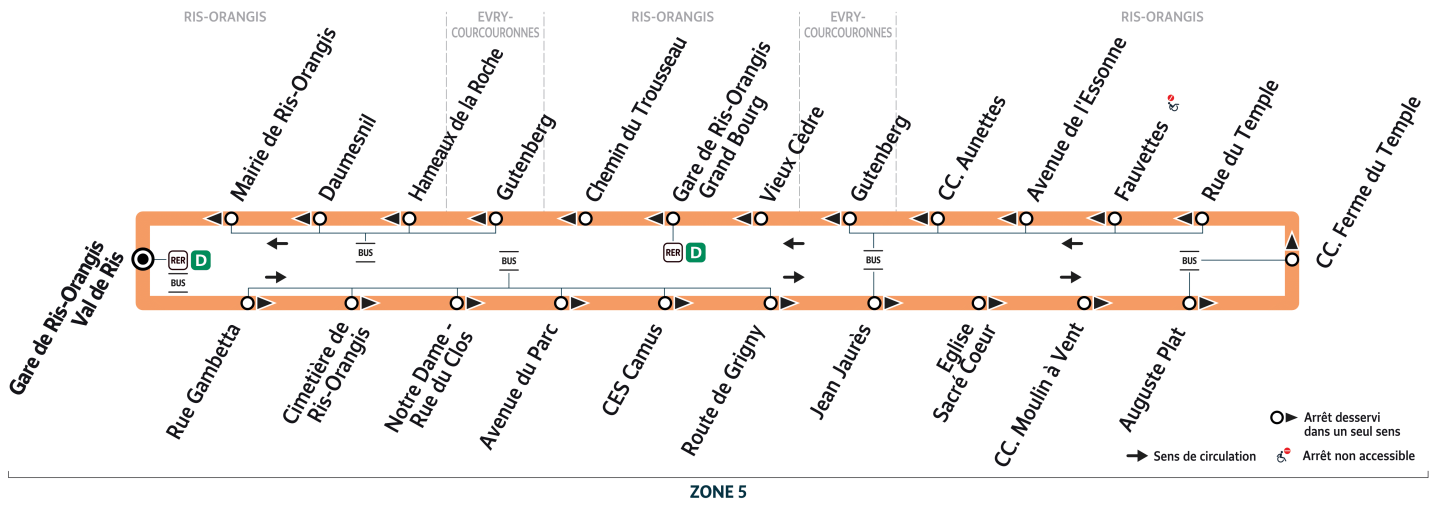 RIS-ORANGIS
EVRY-
COURCOURONNES
RIS-ORANGIS
EVRY-
COURCOURONNES
RIS-ORANGIS
Mairie de Ris-Orangis
Daumesnil
Hameaux de la Roche
Gutenberg
Chemin du Trousseau
Gare de Ris-Orangis
Grand Bourg
Vieux Cèdre
Gutenberg
CC. Aunettes
Avenue de l'Essonne
Fauvettes
Rue du Temple
CC. Ferme du Temple
Gare de Ris-Orangis
Val de Ris
RER D
BUS
BUS
BUS
RER D
BUS
BUS
Rue Gambetta
Cimetière de
Ris-Orangis
Notre Dame -
Rue du Clos
Avenue du Parc
CES Camus
Route de Grigny
Jean Jaurès
Eglise
Sacré Coeur
CC. Moulin à Vent
Auguste Plat
Arrêt desservi
dans un seul sens
Sens de circulation
Arrêt non accessible
ZONE 5